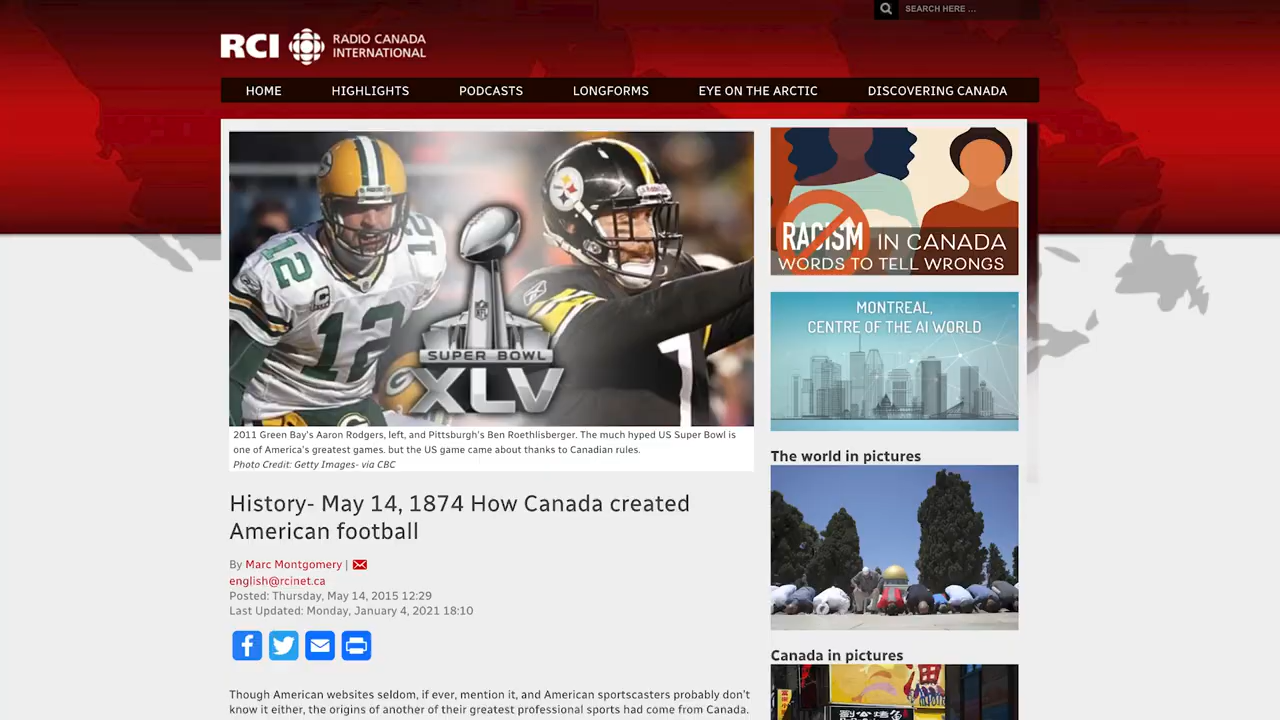 SEARCH HERE ...
RCI RADIO CANADA
INTERNATIONAL
HOME HIGHLIGHTS PODCASTS LONGFORMS EYE ON THE ARCTIC DISCOVERING CANADA
12
12
SUPER BOWL
XLV
NFL
2011 Green Bay's Aaron Rodgers, left, and Pittsburgh's Ben Roethlisberger. The much hyped US Super Bowl is
one of America's greatest games. but the US game came about thanks to Canadian rules.
Photo Credit: Getty Images- via CBC
History- May 14, 1874 How Canada created
American football
By Marc Montgomery |
english@rcinet.ca
Posted: Thursday, May 14, 2015 12:29
Last Updated: Monday, January 4, 2021 18:10
Though American websites seldom, if ever, mention it, and American sportscasters probably don't
know it either, the origins of another of their greatest professional sports had come from Canada.
RACISM IN CANADA
WORDS TO TELL WRONGS
MONTREAL,
CENTRE OF THE AI WORLD
The world in pictures
Canada in pictures